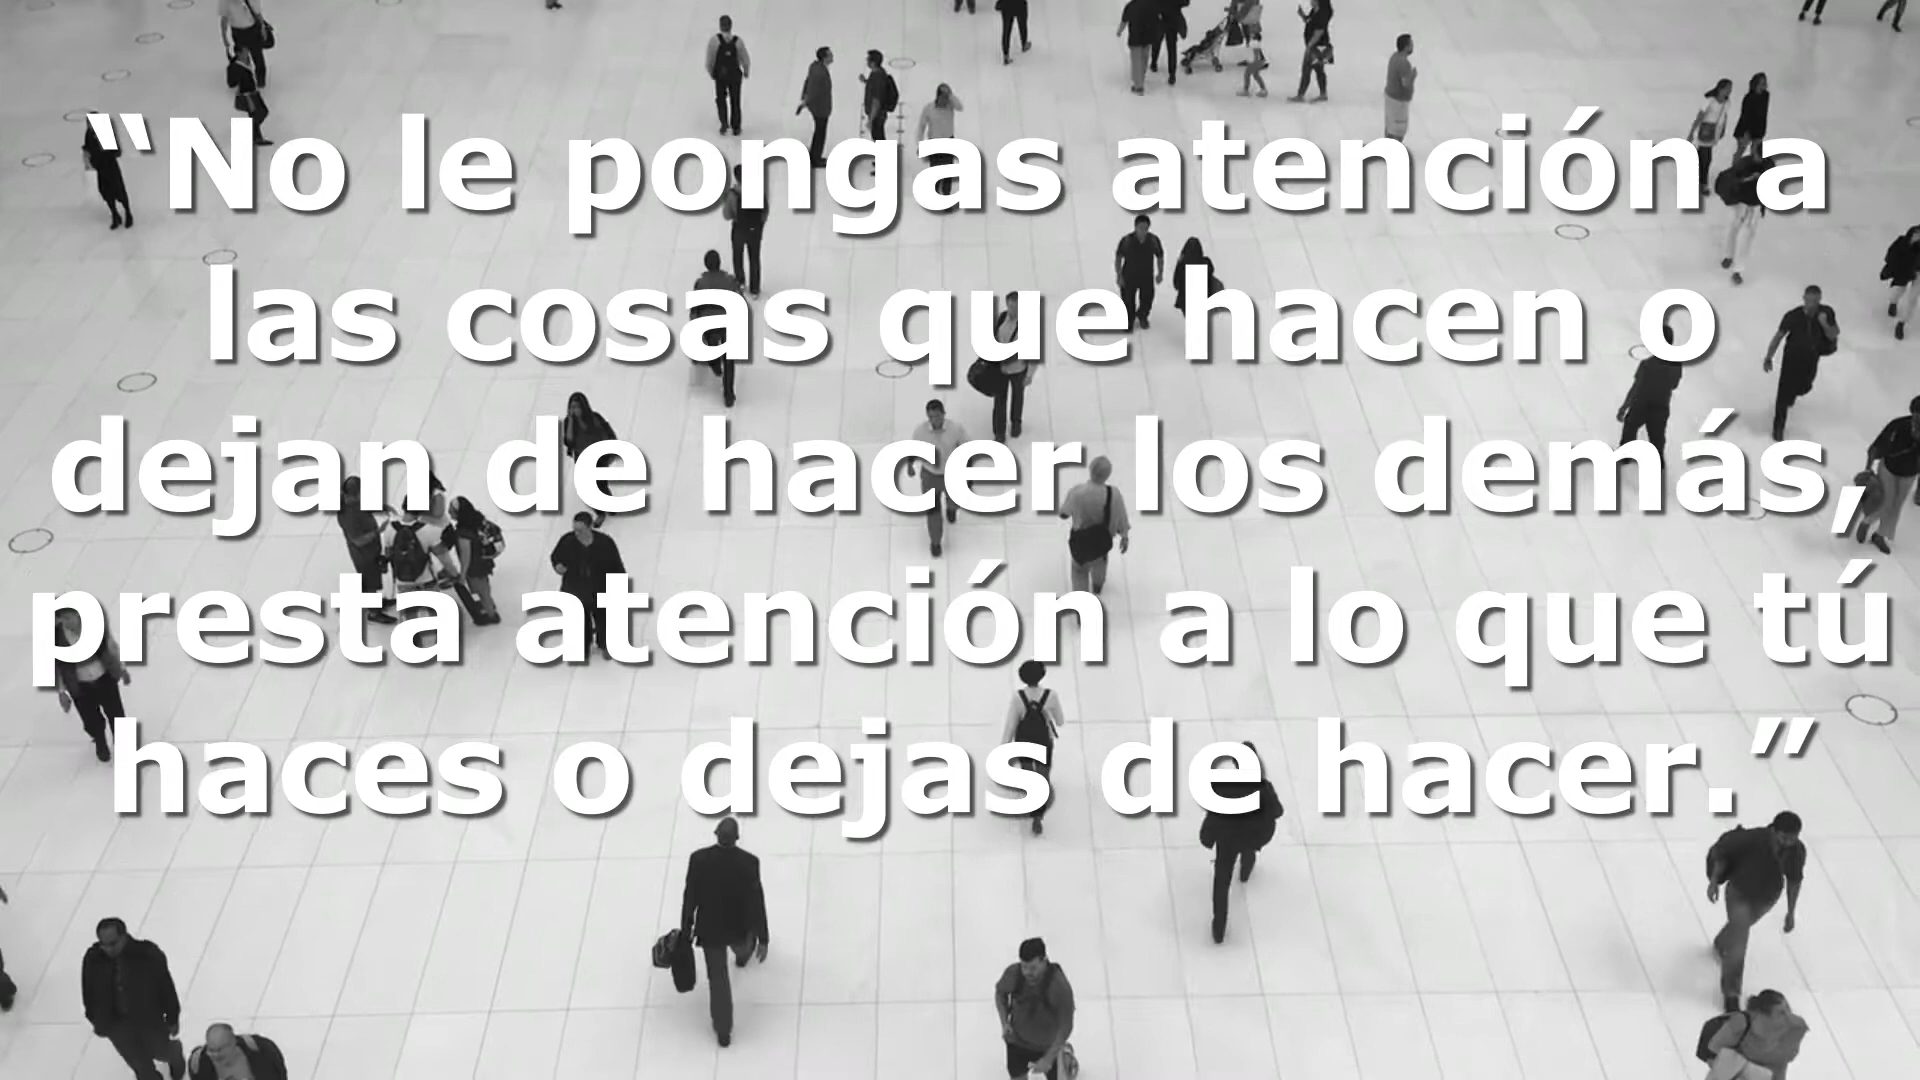 “No le pongas atención a
las cosas que hacen o
dejan de hacer los demás,
presta atención a lo que tú
haces o dejas de hacer.”